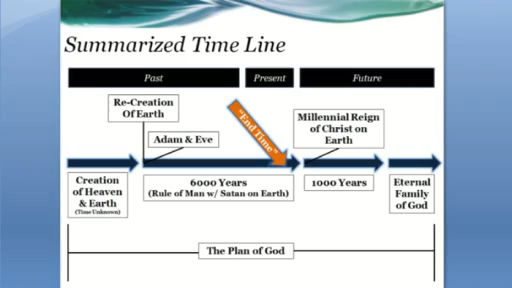 Summarized Time Line
Past
Present
Future
Re-Creation
Of Earth
Adam & Eve
"End Time"
Millennial Reign
of Christ on
Earth
Creation
of Heaven
& Earth
(Time Unknown)
6000 Years
(Rule of Man w/ Satan on Earth)
1000 Years
Eternal
Family
of God
The Plan of God